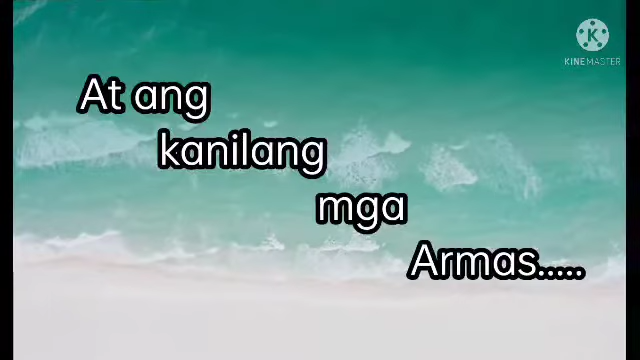 KINEMASTER
At ang
kanilang
mga
Armas.....